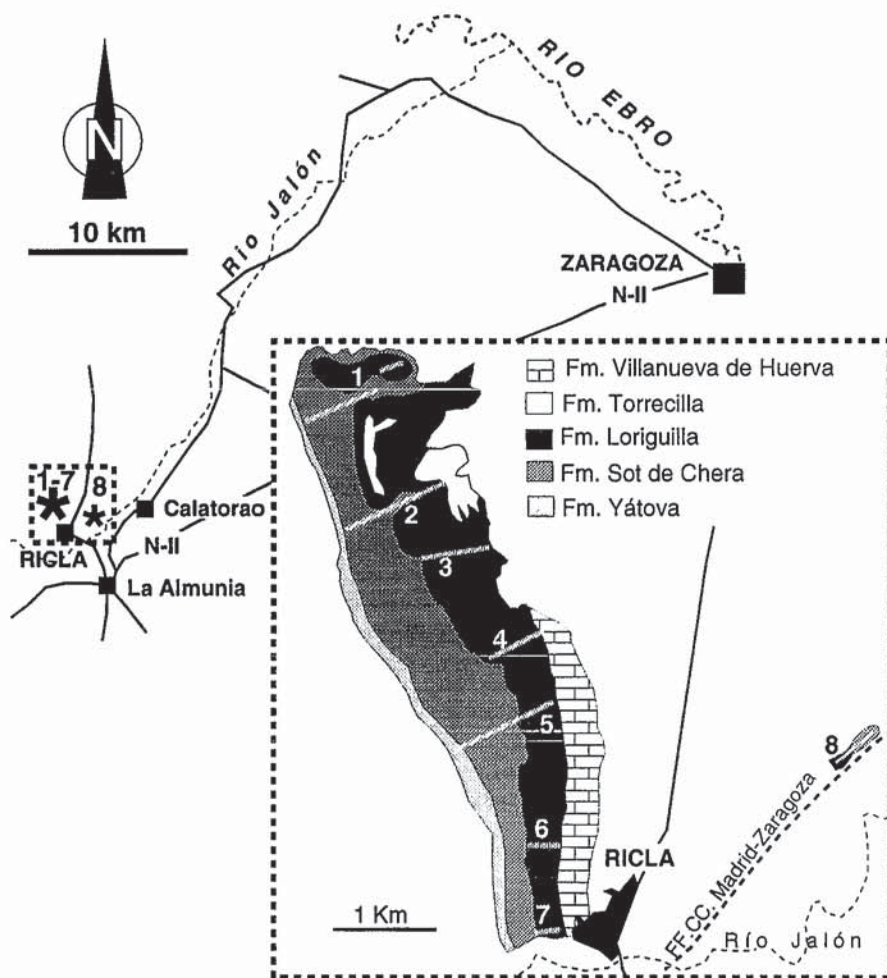 N
10 km
RIO EBRO
Rio Jalón
ZARAGOZA
N-II
1-7
8
Calatorao
RICLA
N-II
La Almunia
Fm. Villanueva de Huerva
Fm. Torrecilla
Fm. Loriguilla
Fm. Sot de Chera
Fm. Yátova
1
2
3
4
5
6
7
8
RICLA
1 Km
FF-CC. Madrid-Zaragoza
Río Jalón